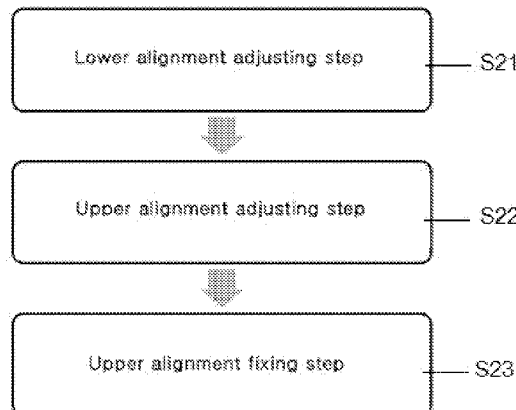 Lower alignment adjusting step
S21
Upper alignment adjusting step
S22
Upper alignment fixing step
S23